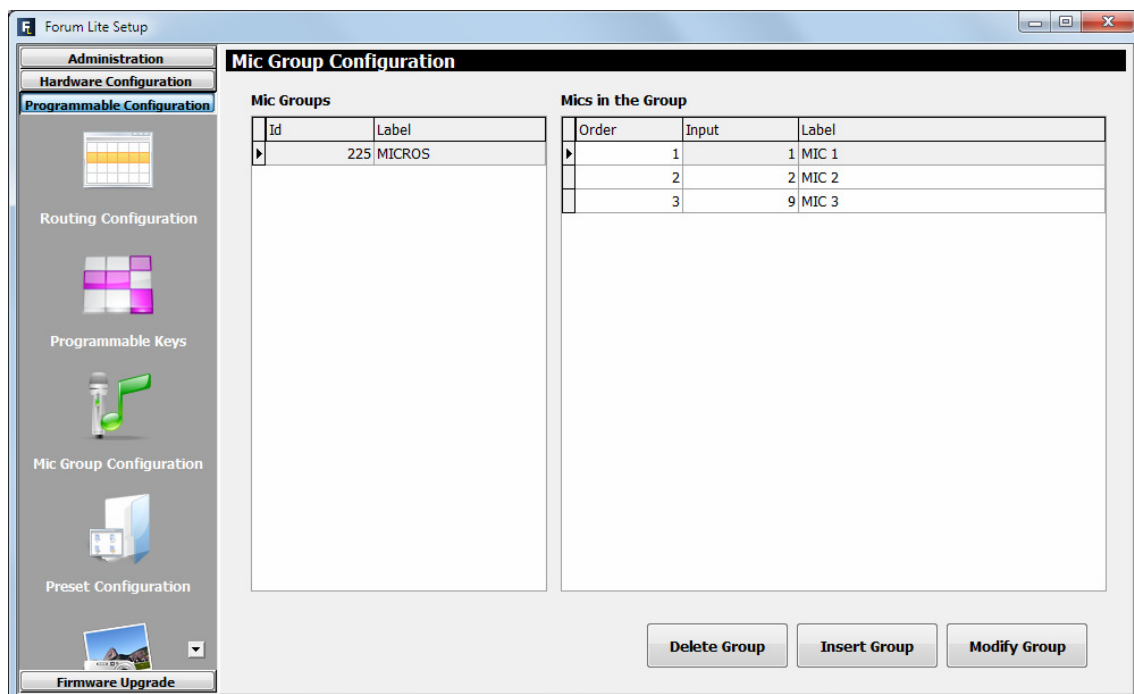 Forum Lite Setup
Administration
Hardware Configuration
Programmable Configuration
Routing Configuration
Programmable Keys
Mic Group Configuration
Preset Configuration
Firmware Upgrade
Mic Group Configuration
Mic Groups
Id Label
225 MICROS
Mics in the Group
Order Input Label
1 1 MIC 1
2 2 MIC 2
3 9 MIC 3
Delete Group Insert Group Modify Group